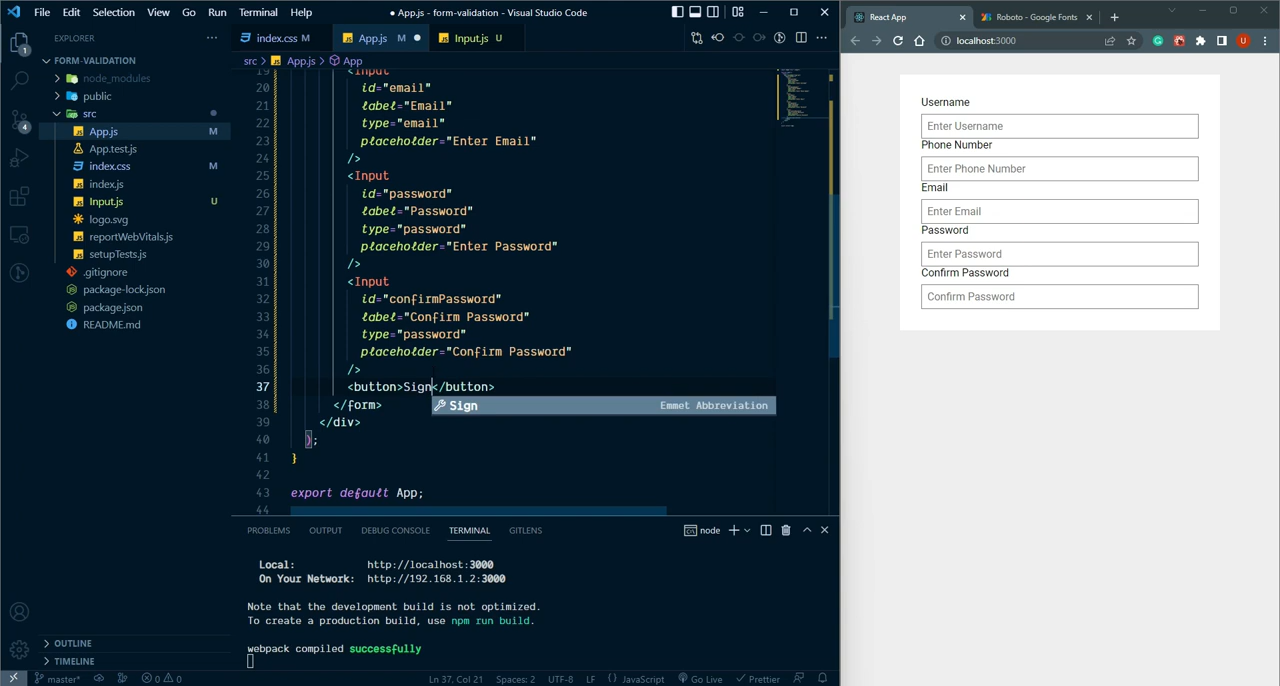 File Edit Selection View Go Run Terminal Help
● App.js - form-validation - Visual Studio Code
EXPLORER
FORM-VALIDATION
node_modules
public
src
App.js M
App.test.js
index.css M
index.js
Input.js U
logo.svg
reportWebVitals.js
setupTests.js
.gitignore
package-lock.json
package.json
README.md
OUTLINE
TIMELINE
1
4
index.css M
App.js M
Input.js U
src > App.js > App
19 <Input
20 id="email"
21 label="Email"
22 type="email"
23 placeholder="Enter Email"
24 />
25 <Input
26 id="password"
27 label="Password"
28 type="password"
29 placeholder="Enter Password"
30 />
31 <Input
32 id="confirmPassword"
33 label="Confirm Password"
34 type="password"
35 placeholder="Confirm Password"
36 />
37 <button>Sign</button>
Sign Emmet Abbreviation
38 </form>
39 </div>
40 );
41 }
42
43 export default App;
44
PROBLEMS OUTPUT DEBUG CONSOLE TERMINAL GITLENS
node
Local: http://localhost:3000
On Your Network: http://192.168.1.2:3000
Note that the development build is not optimized.
To create a production build, use npm run build.
webpack compiled successfully
master* 0 0 Ln 37, Col 21 Spaces: 2 UTF-8 LF JavaScript Go Live Prettier
React App
Roboto - Google Fonts
localhost:3000
U
Username
Enter Username
Phone Number
Enter Phone Number
Email
Enter Email
Password
Enter Password
Confirm Password
Confirm Password